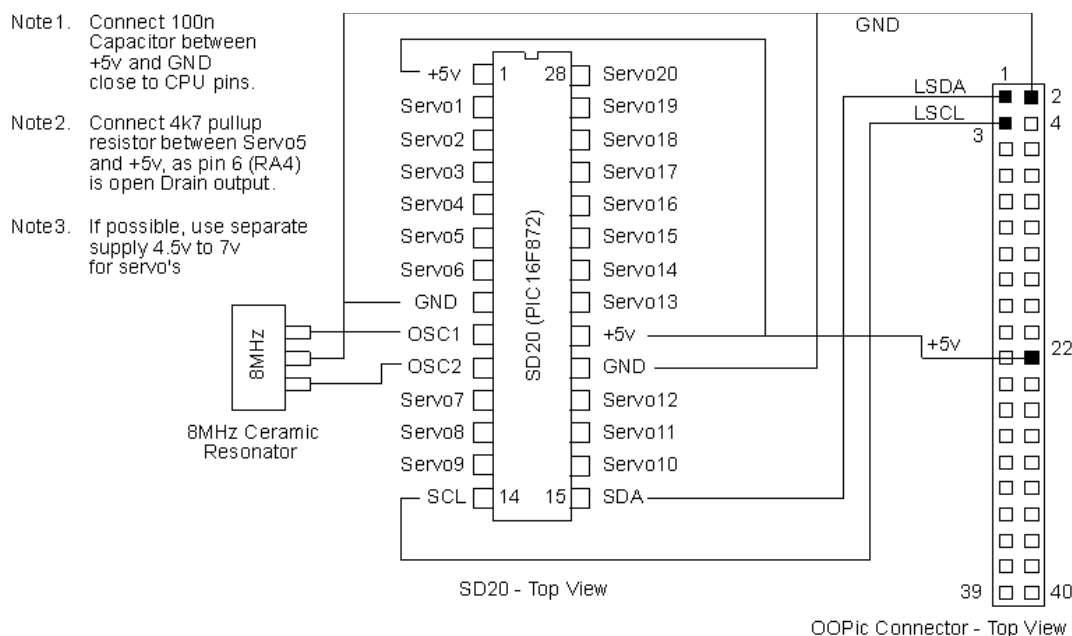 Note1. Connect 100n
Capacitor between
+5v and GND
close to CPU pins.
Note2. Connect 4k7 pullup
resistor between Servo5
and +5v, as pin 6 (RA4)
is open Drain output.
Note3. If possible, use separate
supply 4.5v to 7v
for servo's
8MHz
8MHz Ceramic
Resonator
+5v 1 28 Servo20
Servo1 Servo19
Servo2 Servo18
Servo3 Servo17
Servo4 Servo16
Servo5 Servo15
Servo6 Servo14
GND Servo13
OSC1 +5v
OSC2 GND
Servo7 Servo12
Servo8 Servo11
Servo9 Servo10
SCL 14 15 SDA
SD20 (PIC16F872)
SD20 - Top View
GND
LSDA
LSCL
+5v
1
2
3
4
22
39
40
OOPic Connector - Top View